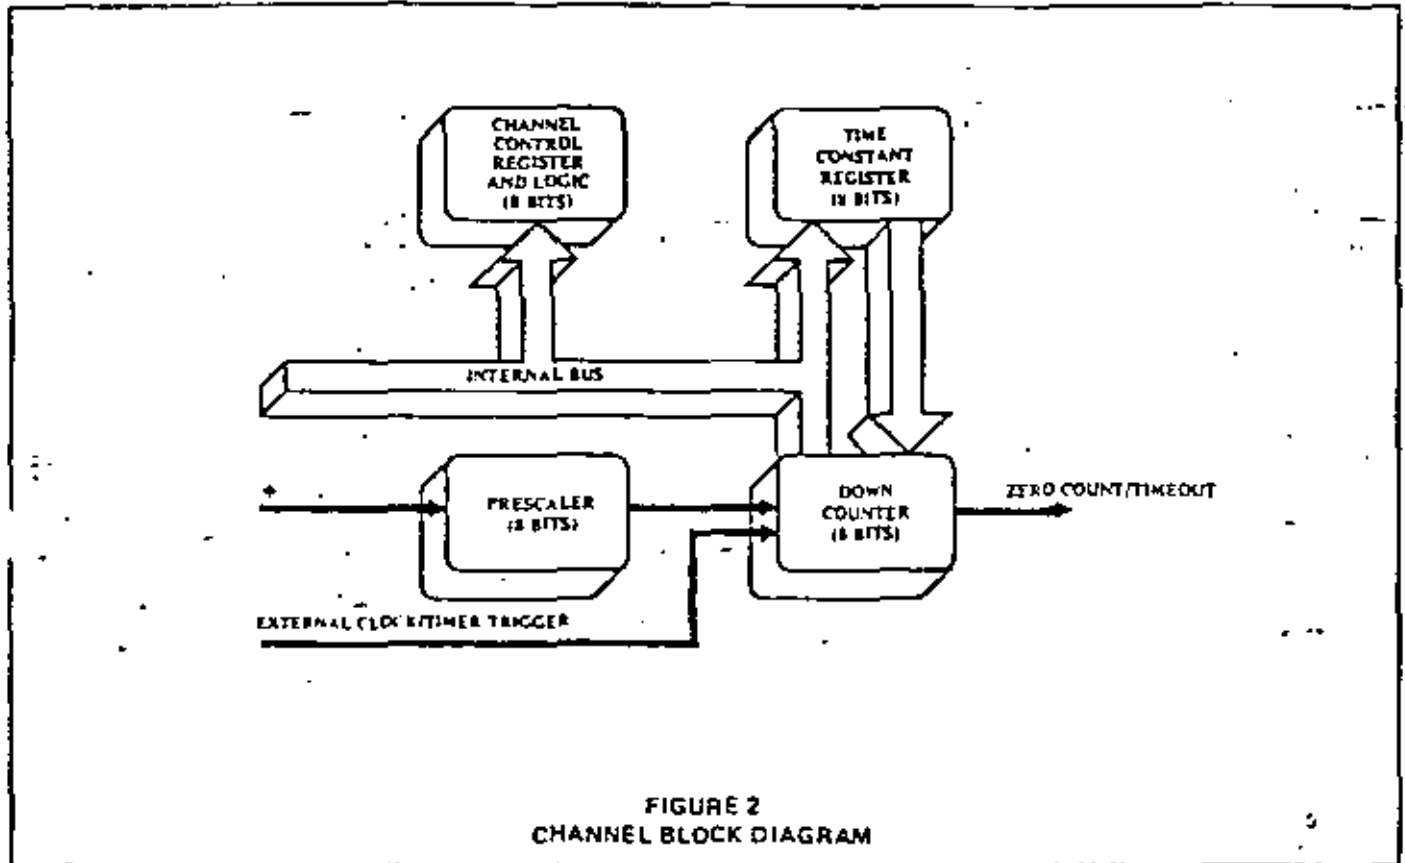 CHANNEL
CONTROL
REGISTER
AND LOGIC
(8 BITS)
TIME
CONSTANT
REGISTER
(8 BITS)
INTERNAL BUS
PRESCALER
(8 BITS)
DOWN
COUNTER
(8 BITS)
ZERO COUNT/TIMEOUT
EXTERNAL CLOCK/TIMER TRIGGER
FIGURE 2
CHANNEL BLOCK DIAGRAM